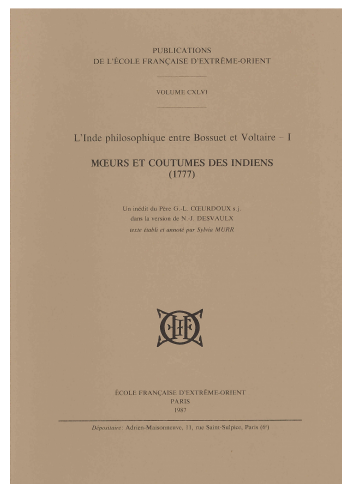 PUBLICATIONS
DE L'ÉCOLE FRANÇAISE D'EXTRÊME-ORIENT
VOLUME CXLVI
L'Inde philosophique entre Bossuet et Voltaire – I
MŒURS ET COUTUMES DES INDIENS
(1777)
Un inédit du Père G.-L. CŒURDOUX s.j.
dans la version de N.-J. DESVAULX
texte établi et annoté par Sylvia MURR
ÉCOLE FRANÇAISE D'EXTRÊME-ORIENT
PARIS
1987
Dépositaire: Adrien-Maisonneuve, 11, rue Saint-Sulpice, Paris (6e)